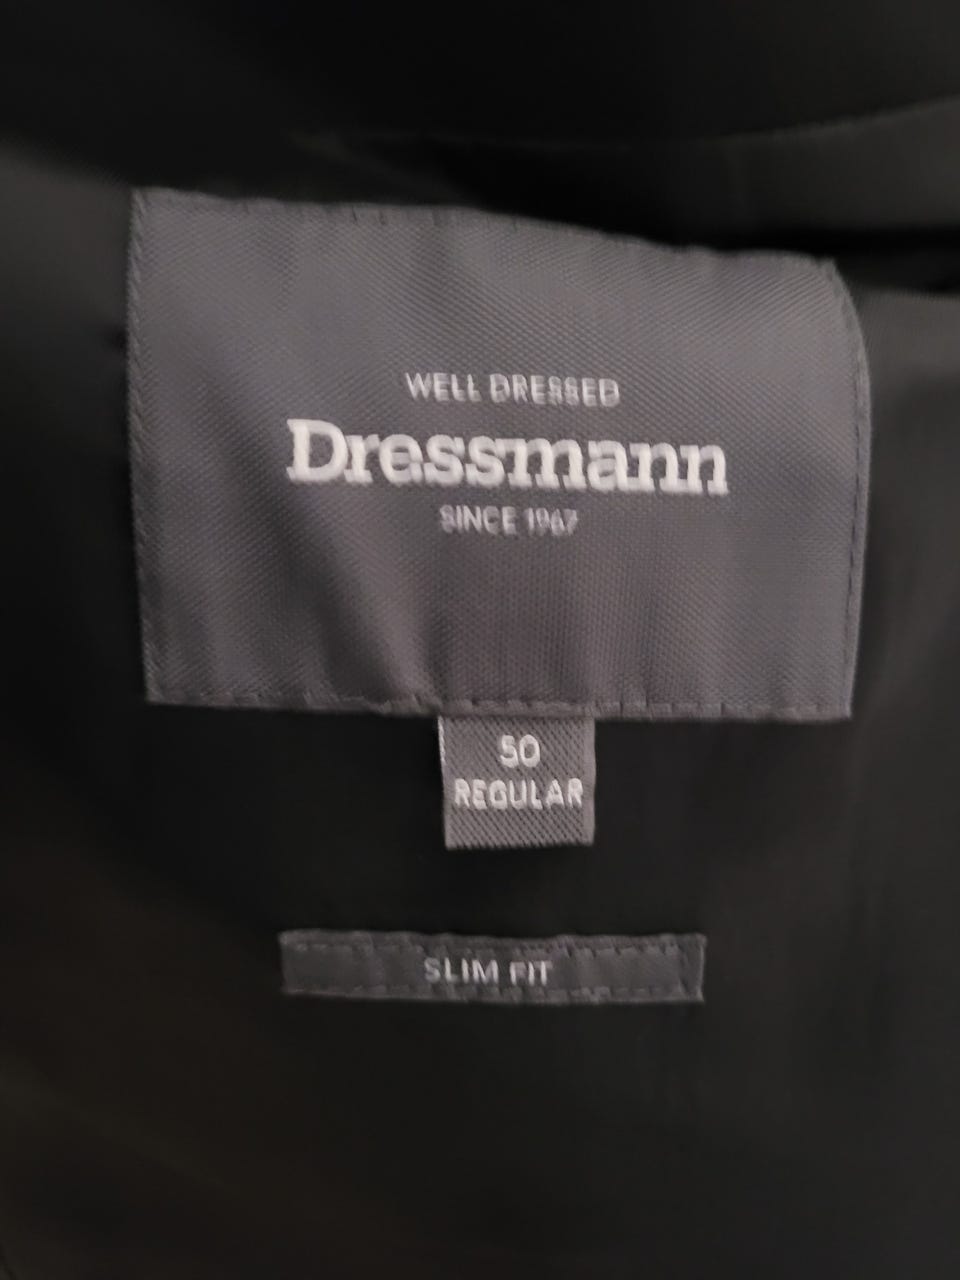 WELL DRESSED
Dressmann
SINCE 1967
50
REGULAR
SLIM FIT